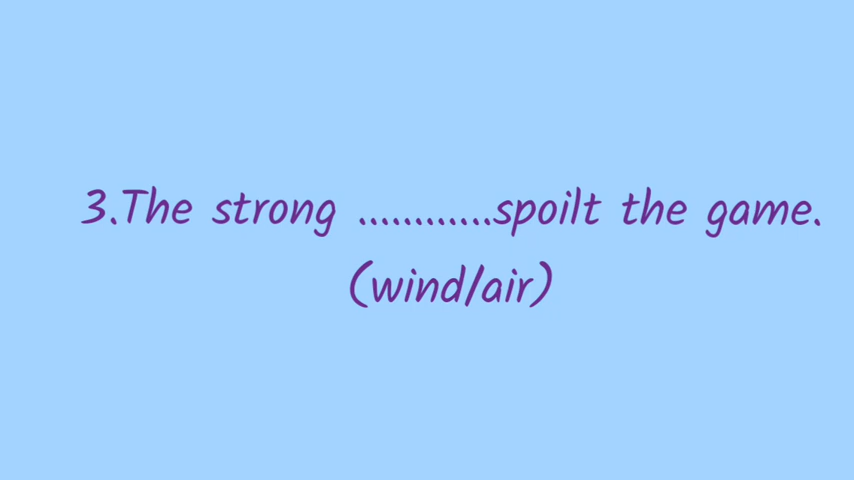 3.The strong ............spoilt the game.
(wind/air)